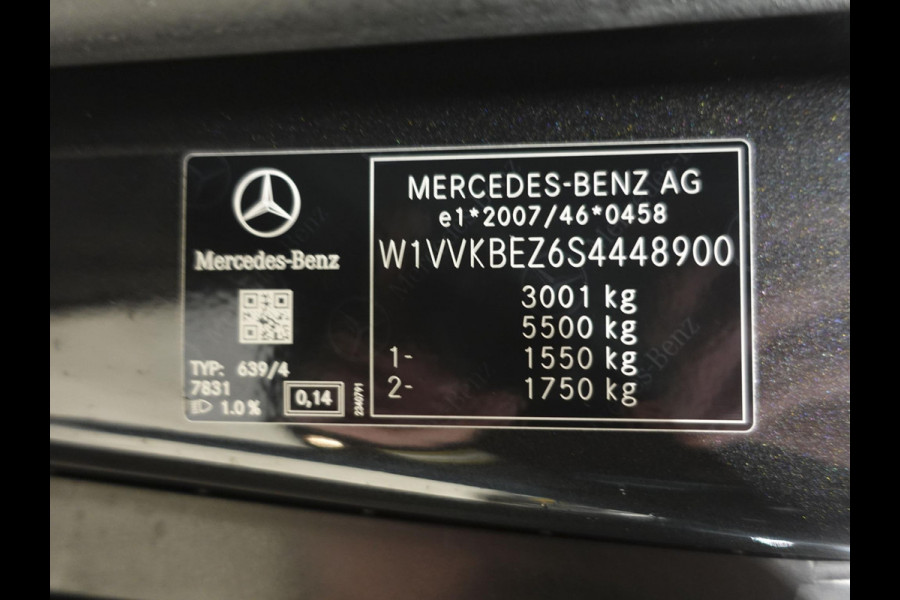 Mercedes-Benz
TYP: 639/4
7831
1.0%
0,14
2240791
MERCEDES-BENZ AG
e1*2007/46*0458
W1VVKBEZ6S4448900
3001 kg
5500 kg
1- 1550 kg
2- 1750 kg